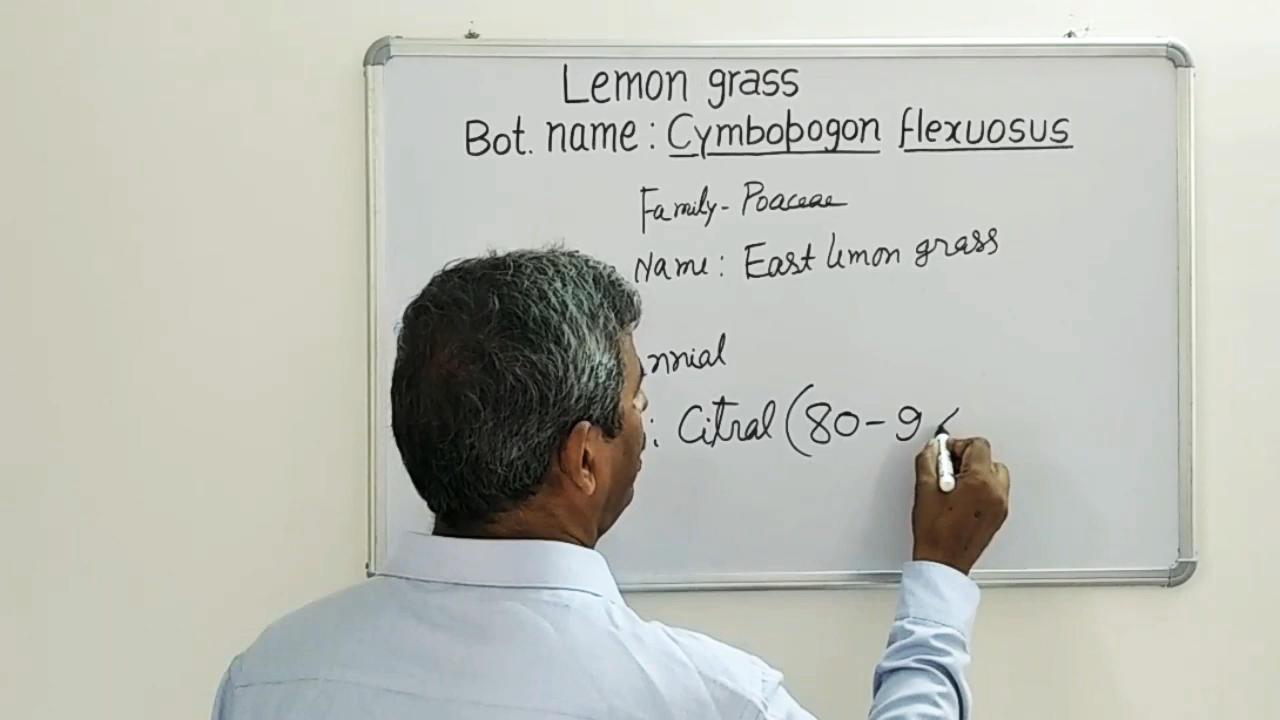 Lemon grass
Bot. name: Cymbopogon flexuosus
Family - Poaceae
Name: East lemon grass
nnial
: Citral (80-9